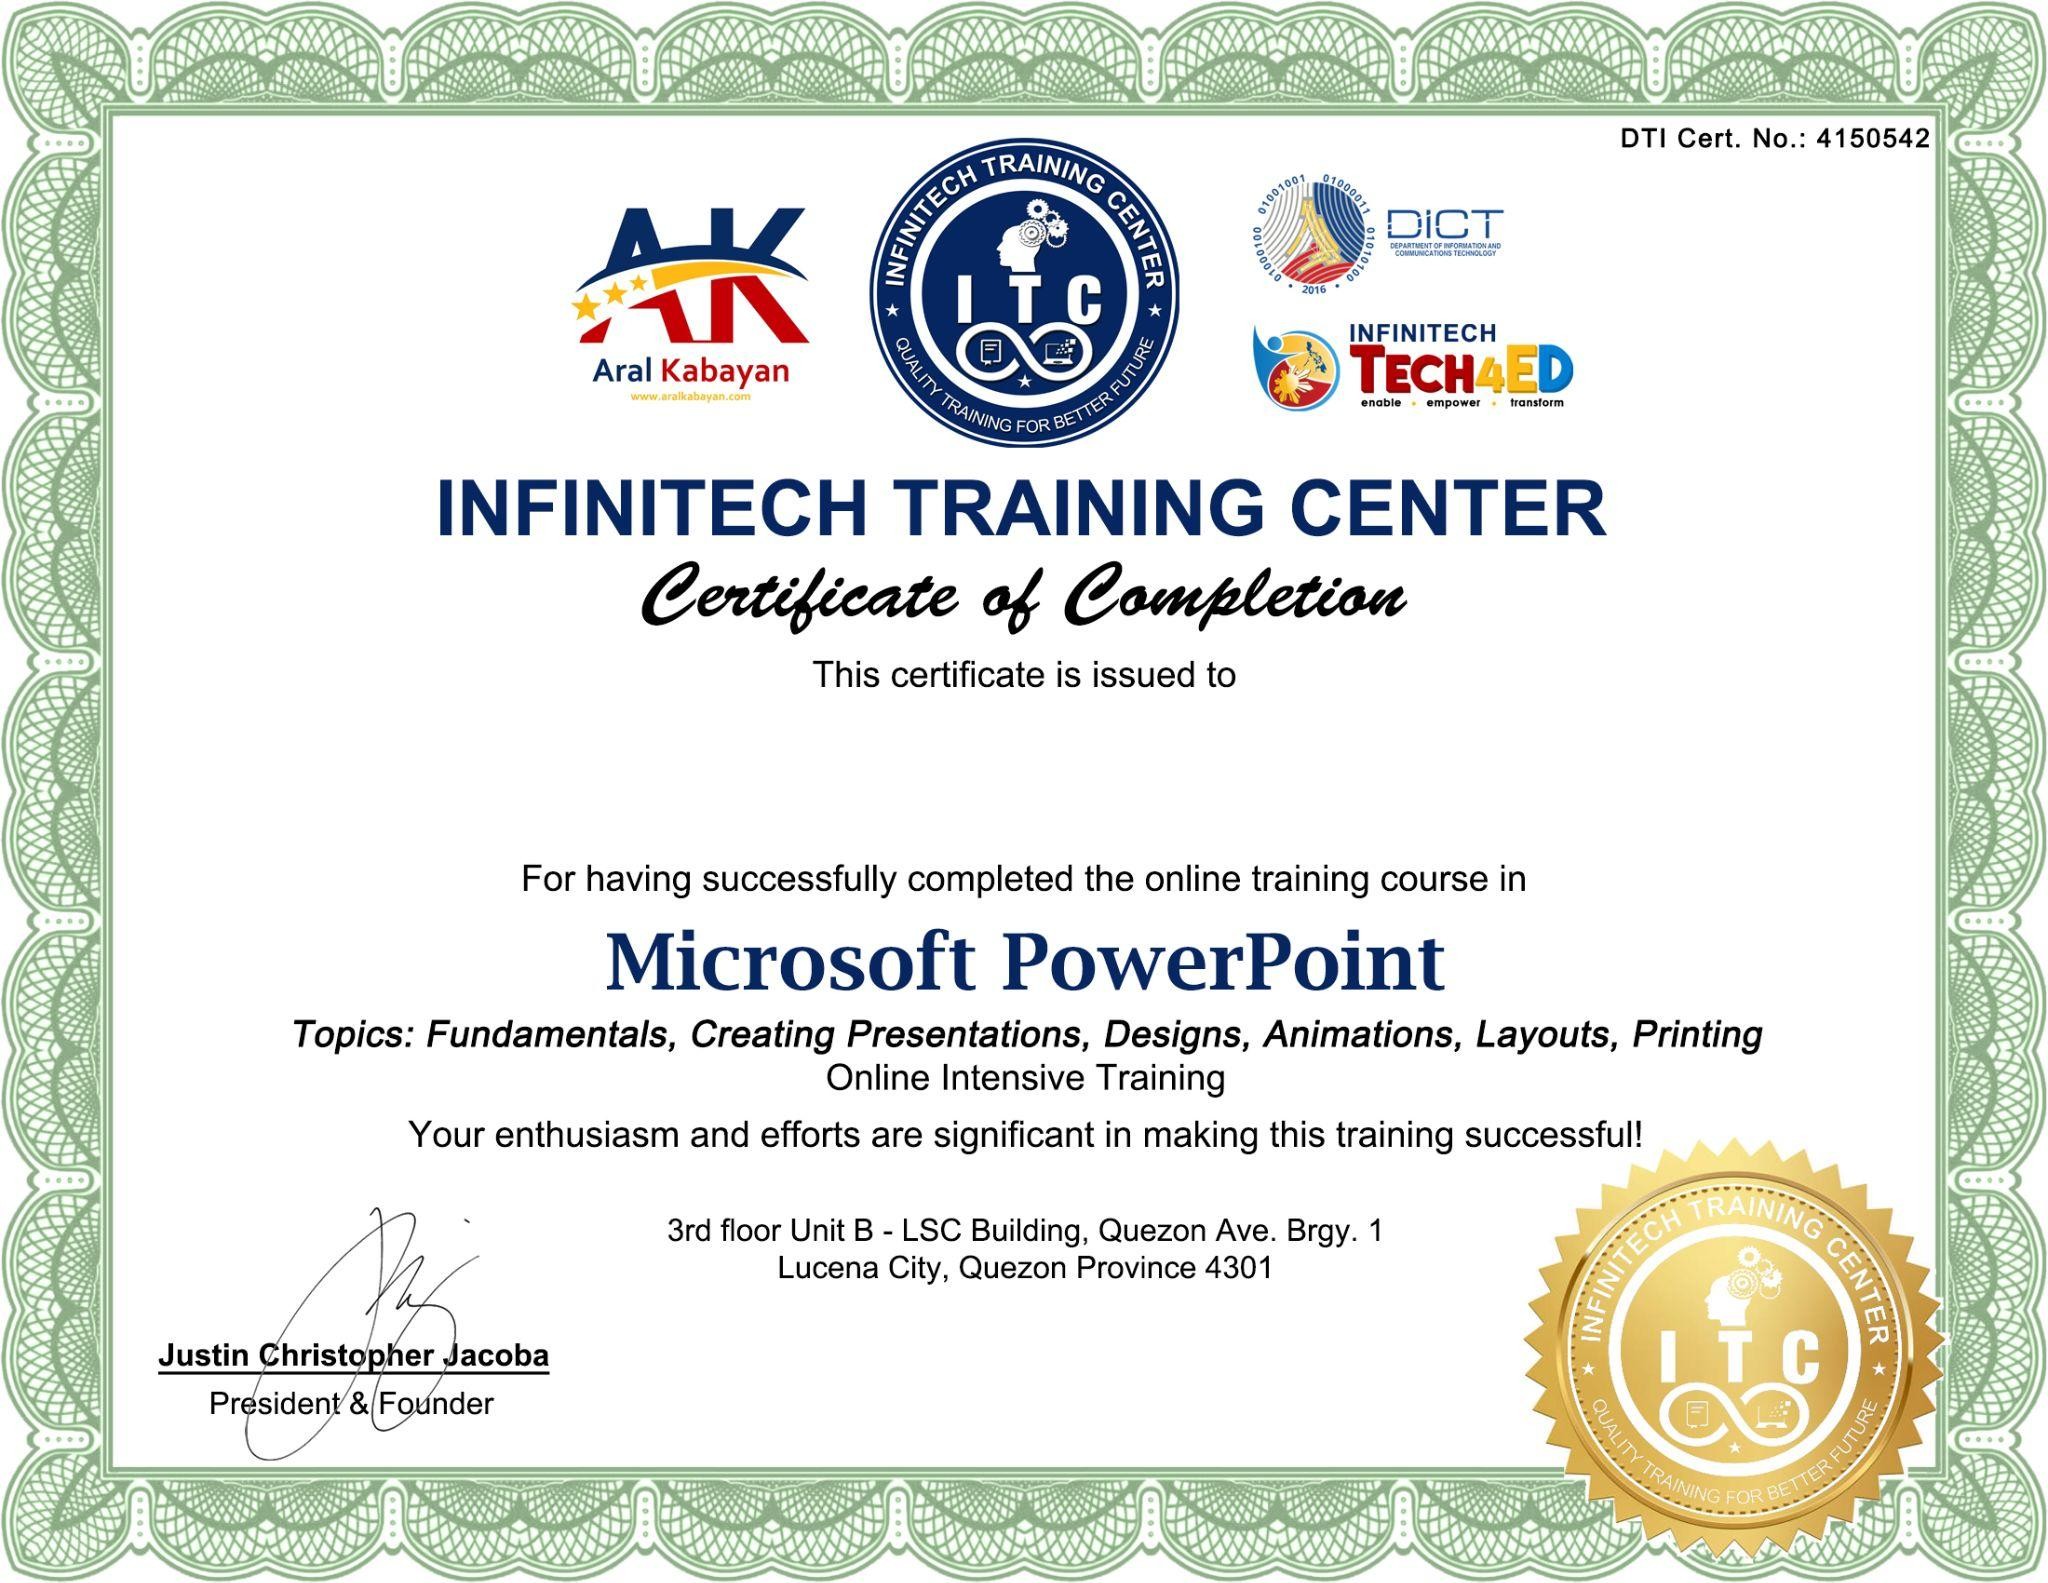 DTI Cert. No.: 4150542
AK
Aral Kabayan
www.aralkabayan.com
INFINITECH TRAINING CENTER
ITC
QUALITY TRAINING FOR BETTER FUTURE
01000100 01001001 01000011 01010100
2016
DICT
DEPARTMENT OF INFORMATION AND
COMMUNICATIONS TECHNOLOGY
INFINITECH
TECH4ED
enable • empower • transform
INFINITECH TRAINING CENTER
Certificate of Completion
This certificate is issued to
For having successfully completed the online training course in
Microsoft PowerPoint
Topics: Fundamentals, Creating Presentations, Designs, Animations, Layouts, Printing
Online Intensive Training
Your enthusiasm and efforts are significant in making this training successful!
3rd floor Unit B - LSC Building, Quezon Ave. Brgy. 1
Lucena City, Quezon Province 4301
Justin Christopher Jacoba
President & Founder
INFINITECH TRAINING CENTER
ITC
QUALITY TRAINING FOR BETTER FUTURE